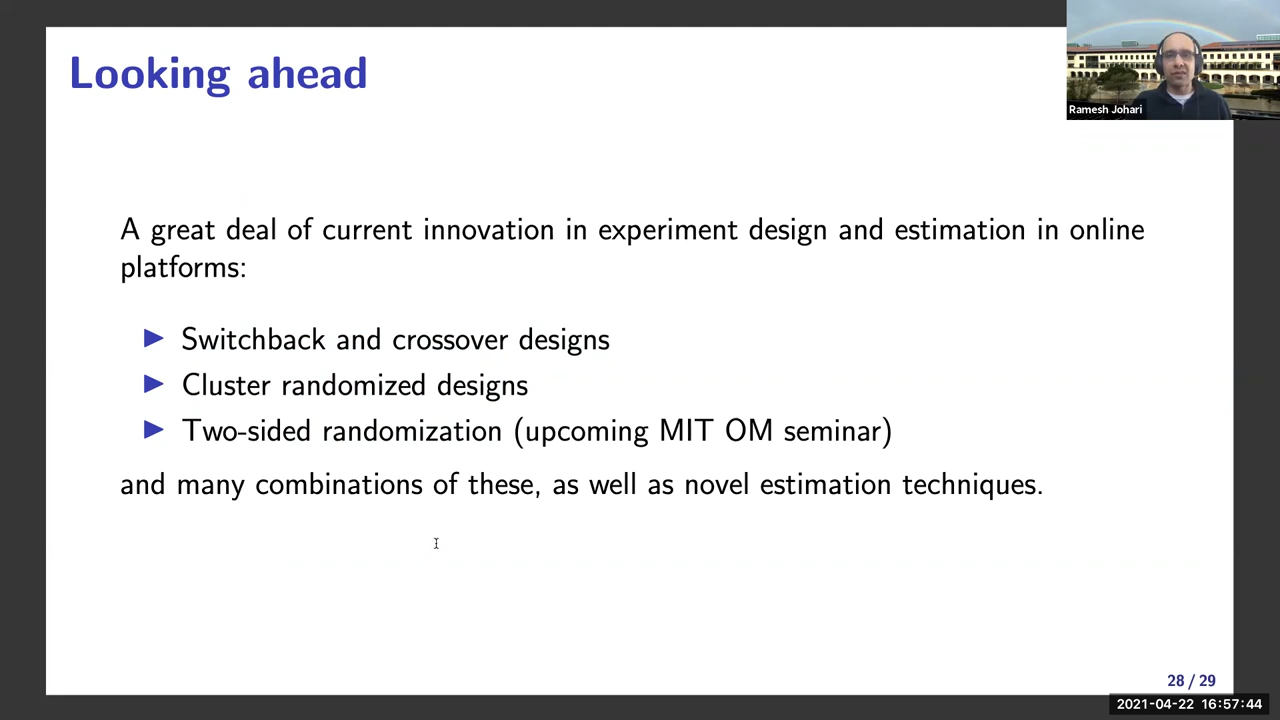 Looking ahead
Ramesh Johari
A great deal of current innovation in experiment design and estimation in online
platforms:
▶ Switchback and crossover designs
▶ Cluster randomized designs
▶ Two-sided randomization (upcoming MIT OM seminar)
and many combinations of these, as well as novel estimation techniques.
28 / 29
2021-04-22 16:57:44